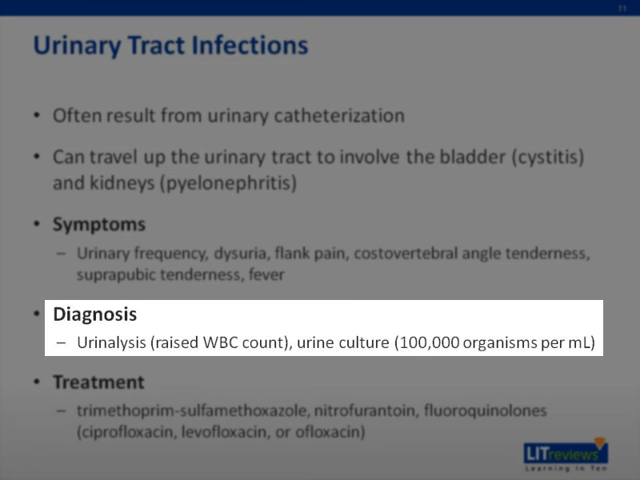 11
Urinary Tract Infections
• Often result from urinary catheterization
• Can travel up the urinary tract to involve the bladder (cystitis)
and kidneys (pyelonephritis)
• Symptoms
– Urinary frequency, dysuria, flank pain, costovertebral angle tenderness,
suprapubic tenderness, fever
• Diagnosis
– Urinalysis (raised WBC count), urine culture (100,000 organisms per mL)
• Treatment
– trimethoprim-sulfamethoxazole, nitrofurantoin, fluoroquinolones
(ciprofloxacin, levofloxacin, or ofloxacin)
LITreviews
Learning In Ten